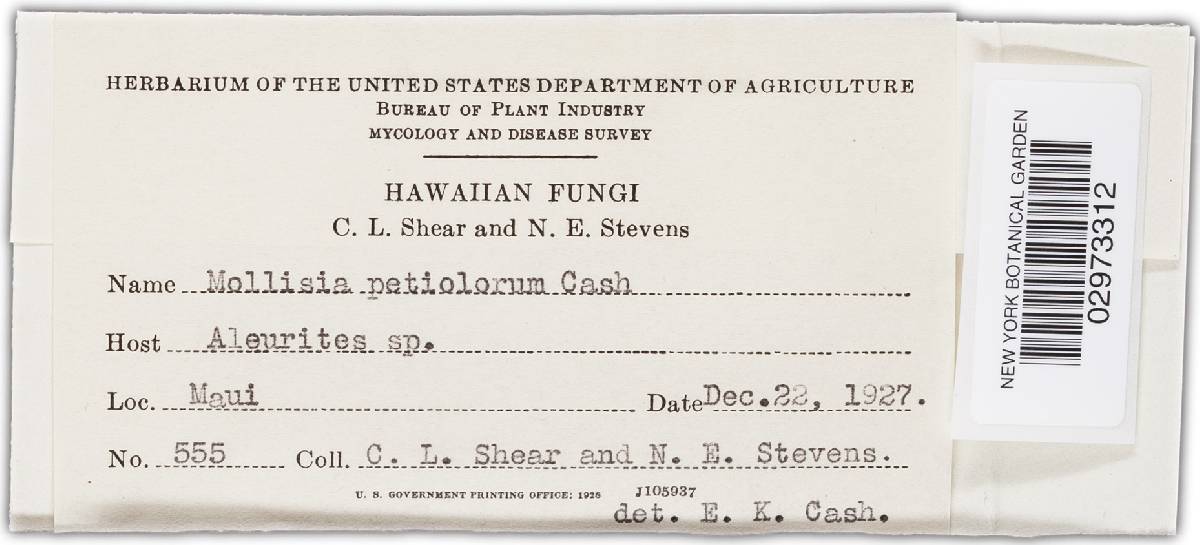 HERBARIUM OF THE UNITED STATES DEPARTMENT OF AGRICULTURE
BUREAU OF PLANT INDUSTRY
MYCOLOGY AND DISEASE SURVEY
HAWAIIAN FUNGI
C. L. Shear and N. E. Stevens
Name Mollisia petiolorum Cash
Host Aleurites sp.
Loc. Maui Date Dec.22, 1927.
No. 555 Coll. C. L. Shear and N. E. Stevens.
U. S. GOVERNMENT PRINTING OFFICE: 1928 J105937
det. E. K. Cash.
NEW YORK BOTANICAL GARDEN
02973312